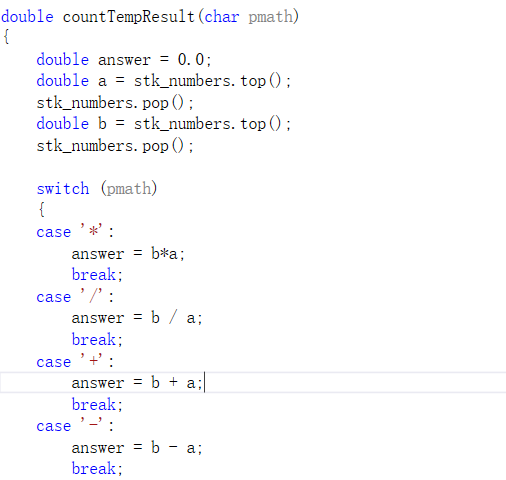 double countTempResult(char pmath)
{
    double answer = 0.0;
    double a = stk_numbers.top();
    stk_numbers.pop();
    double b = stk_numbers.top();
    stk_numbers.pop();

    switch (pmath)
    {
    case '*':
        answer = b*a;
        break;
    case '/':
        answer = b / a;
        break;
    case '+':
        answer = b + a;
        break;
    case '-':
        answer = b - a;
        break;